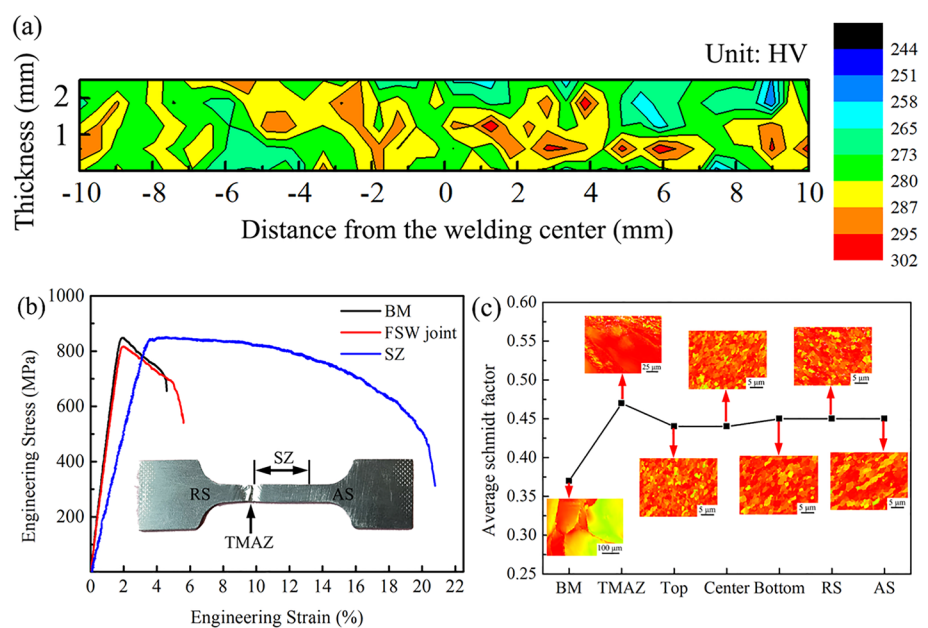 (a)
Unit: HV
Thickness (mm)
2
1
0
-10 -8 -6 -4 -2 0 2 4 6 8 10
Distance from the welding center (mm)
244
251
258
265
273
280
287
295
302
(b)
1000
800
600
400
200
0
BM
FSW joint
SZ
SZ
RS
AS
TMAZ
0 2 4 6 8 10 12 14 16 18 20 22
Engineering Stress (MPa)
Engineering Strain (%)
(c)
0.60
0.55
0.50
0.45
0.40
0.35
0.30
0.25
Average schmidt factor
25 μm
5 μm
5 μm
5 μm
5 μm
5 μm
100 μm
BM TMAZ Top Center Bottom RS AS